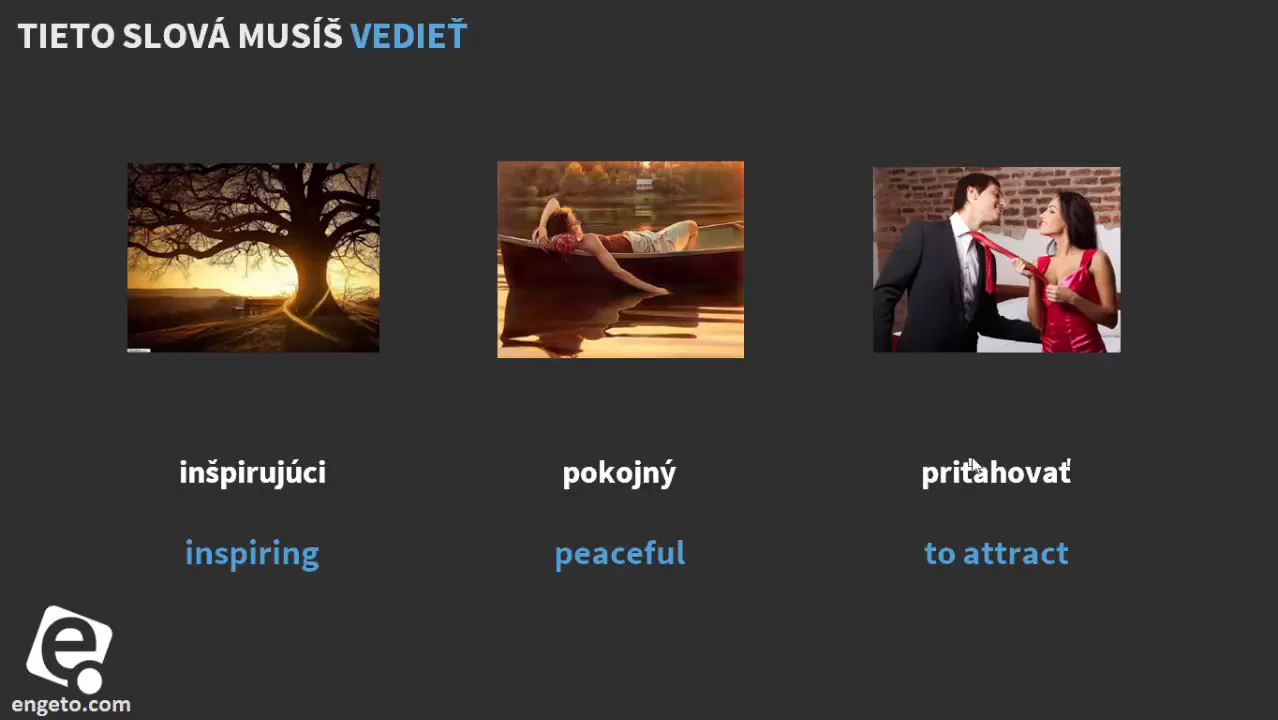 TIETO SLOVÁ MUSÍŠ VEDIEŤ
inšpirujúci
pokojný
priťahovať
inspiring
peaceful
to attract
e
engeto.com